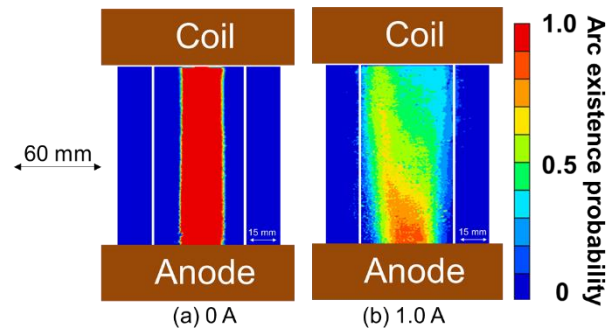 Coil
Coil
60 mm
15 mm
15 mm
Anode
Anode
(a) 0 A
(b) 1.0 A
1.0
0.5
0
Arc existence probability